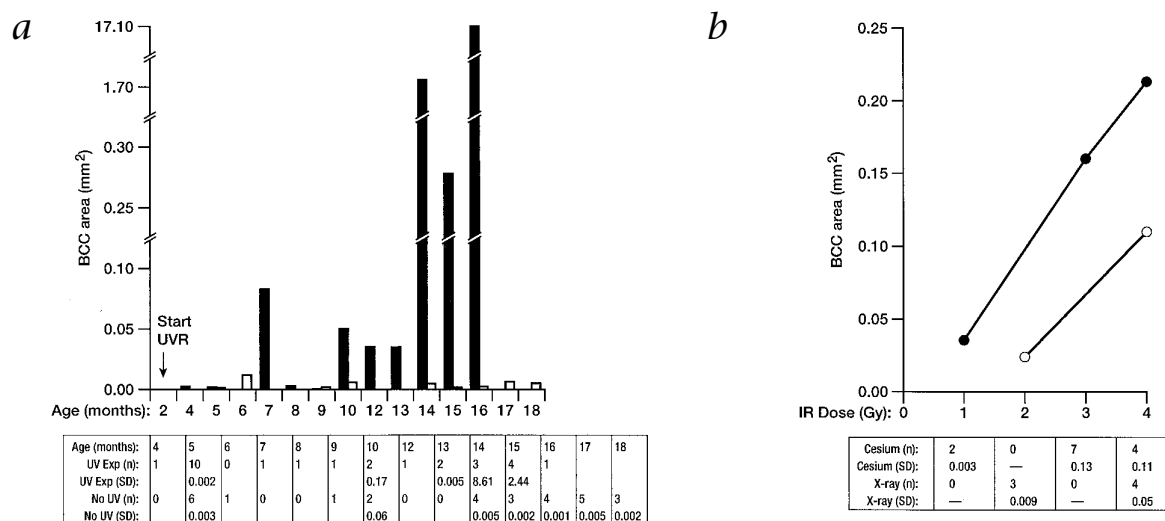 a
17.10
1.70
0.30
0.25
0.10
0.05
0.00
BCC area (mm²)
Start
UVR
Age (months): 2 4 5 6 7 8 9 10 12 13 14 15 16 17 18
Age (months): 4 5 6 7 8 9 10 12 13 14 15 16 17 18
UV Exp (n): 1 10 0 1 1 1 2 1 2 3 4 1
UV Exp (SD): 0.002 0.17 0.005 8.61 2.44
No UV (n): 0 6 1 0 0 1 2 0 0 4 3 4 5 3
No UV (SD): 0.003 0.06 0.005 0.002 0.001 0.005 0.002
b
0.25
0.20
0.15
0.10
0.05
0.00
BCC area (mm²)
IR Dose (Gy): 0 1 2 3 4
Cesium (n): 2 0 7 4
Cesium (SD): 0.003 — 0.13 0.11
X-ray (n): 0 3 0 4
X-ray (SD): — 0.009 — 0.05